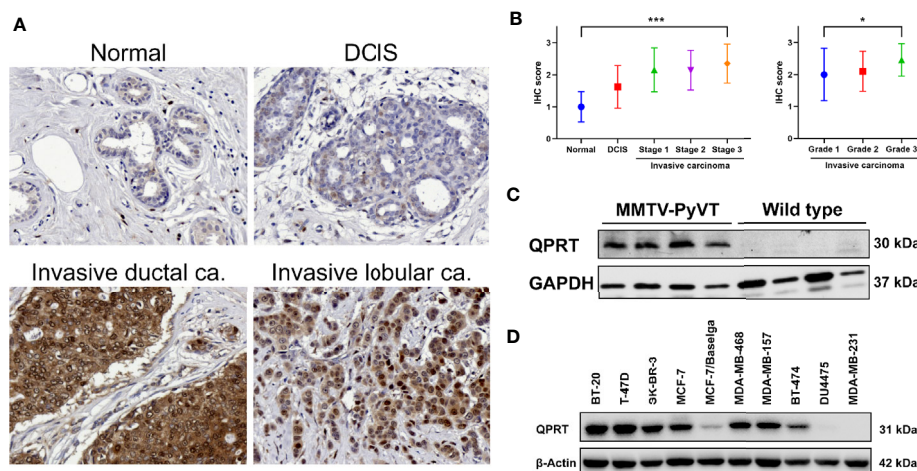 A
Normal
DCIS
Invasive ductal ca.
Invasive lobular ca.
B
***
IHC score
3
2
1
0
Normal
DCIS
Stage 1
Stage 2
Stage 3
Invasive carcinoma
*
IHC score
3
2
1
0
Grade 1
Grade 2
Grade 3
Invasive carcinoma
C
MMTV-PyVT
Wild type
QPRT
30 kDa
GAPDH
37 kDa
D
BT-20
T-47D
SK-BR-3
MCF-7
MCF-7/Baselga
MDA-MB-468
MDA-MB-157
BT-474
DU4475
MDA-MB-231
QPRT
31 kDa
β-Actin
42 kDa